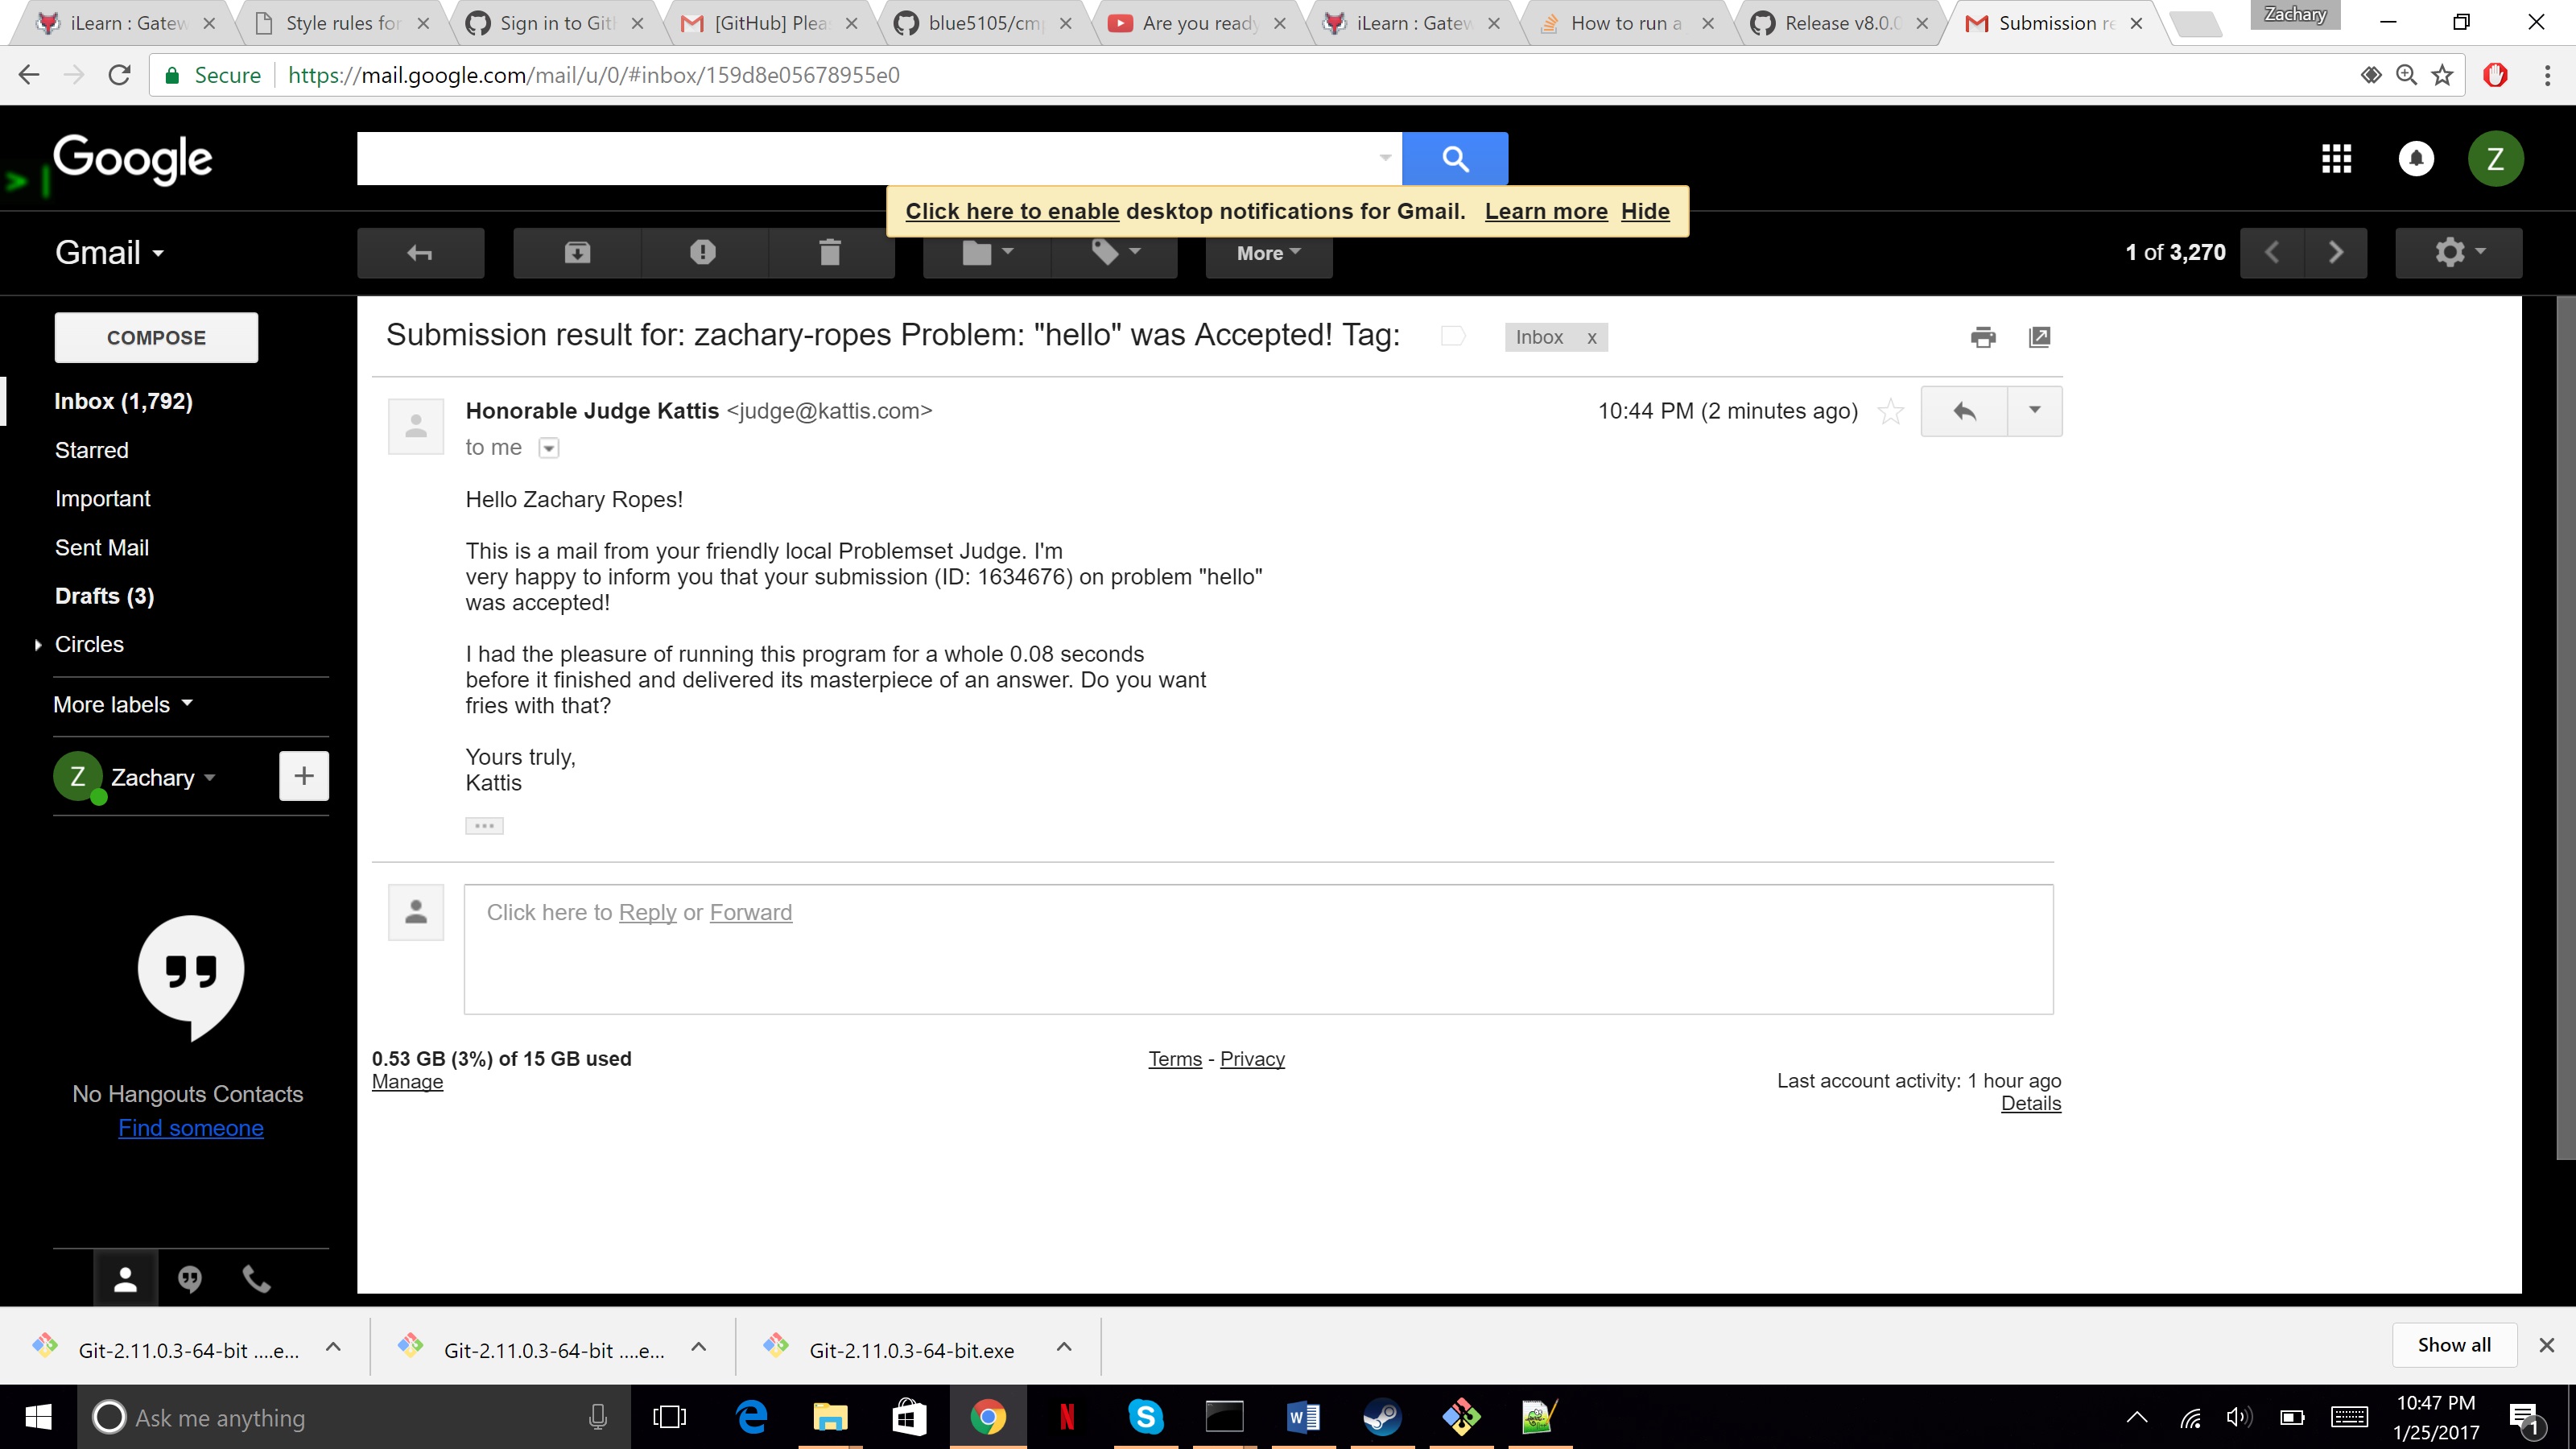 iLearn : Gatew
Style rules for
Sign in to Git
[GitHub] Plea
blue5105/cmp
Are you ready
iLearn : Gatew
How to run a
Release v8.0.0
Submission re
Zachary
Secure
https://mail.google.com/mail/u/0/#inbox/159d8e05678955e0
> |
Google
Click here to enable desktop notifications for Gmail. Learn more Hide
Z
Gmail
More
1 of 3,270
COMPOSE
Inbox (1,792)
Starred
Important
Sent Mail
Drafts (3)
Circles
More labels
Z Zachary
+
No Hangouts Contacts
Find someone
Submission result for: zachary-ropes Problem: "hello" was Accepted! Tag:
Inbox x
Honorable Judge Kattis <judge@kattis.com>
10:44 PM (2 minutes ago)
to me
Hello Zachary Ropes!
This is a mail from your friendly local Problemset Judge. I'm
very happy to inform you that your submission (ID: 1634676) on problem "hello"
was accepted!
I had the pleasure of running this program for a whole 0.08 seconds
before it finished and delivered its masterpiece of an answer. Do you want
fries with that?
Yours truly,
Kattis
Click here to Reply or Forward
0.53 GB (3%) of 15 GB used
Manage
Terms - Privacy
Last account activity: 1 hour ago
Details
Git-2.11.0.3-64-bit ....e...
Git-2.11.0.3-64-bit ....e...
Git-2.11.0.3-64-bit.exe
Show all
Ask me anything
10:47 PM
1/25/2017
1